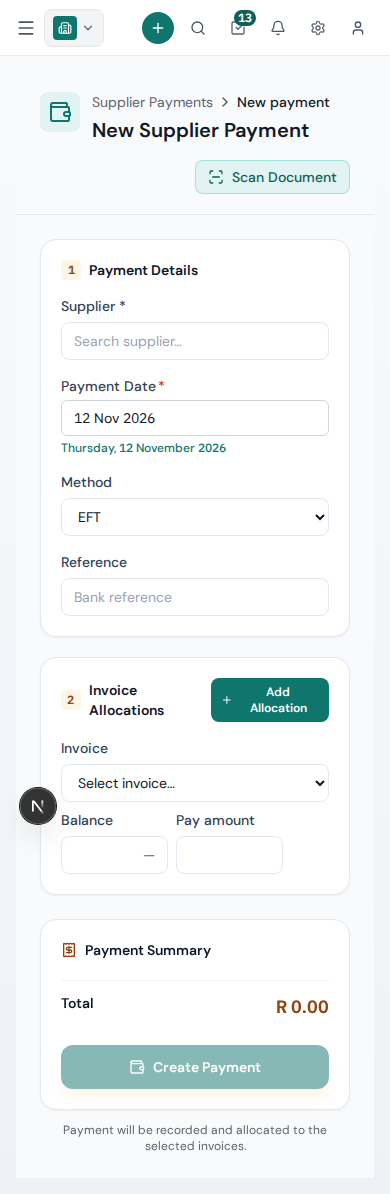 13
Supplier Payments > New payment
New Supplier Payment
Scan Document
1 Payment Details
Supplier *
Search supplier...
Payment Date *
12 Nov 2026
Thursday, 12 November 2026
Method
EFT
Reference
Bank reference
2 Invoice
Allocations
+ Add
Allocation
Invoice
Select invoice...
N
Balance Pay amount
—
Payment Summary
Total R 0.00
Create Payment
Payment will be recorded and allocated to the
selected invoices.